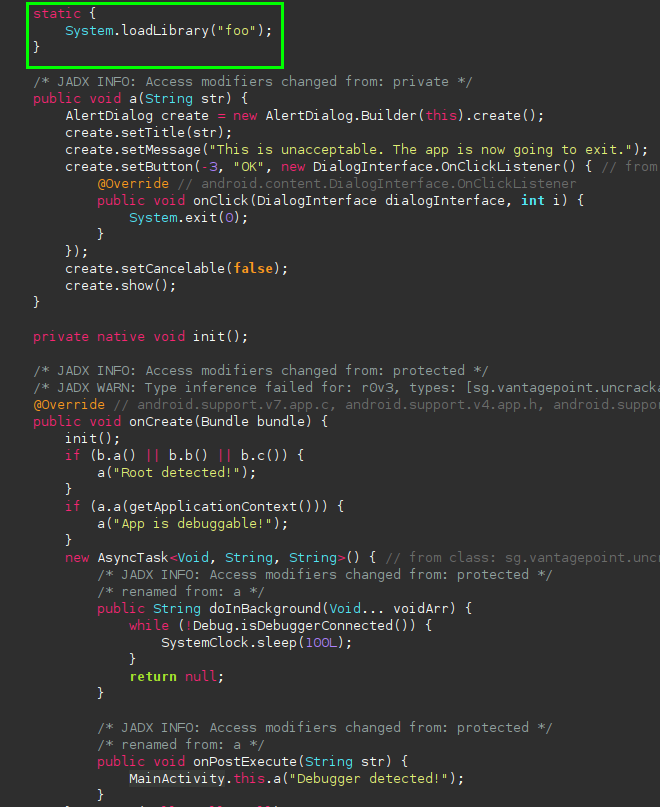 static {
    System.loadLibrary("foo");
}
/* JADX INFO: Access modifiers changed from: private */
public void a(String str) {
    AlertDialog create = new AlertDialog.Builder(this).create();
    create.setTitle(str);
    create.setMessage("This is unacceptable. The app is now going to exit.");
    create.setButton(-3, "OK", new DialogInterface.OnClickListener() { // from
        @Override // android.content.DialogInterface.OnClickListener
        public void onClick(DialogInterface dialogInterface, int i) {
            System.exit(0);
        }
    });
    create.setCancelable(false);
    create.show();
}
private native void init();
/* JADX INFO: Access modifiers changed from: protected */
/* JADX WARN: Type inference failed for: r0v3, types: [sg.vantagepoint.uncracka
@Override // android.support.v7.app.c, android.support.v4.app.h, android.suppo
public void onCreate(Bundle bundle) {
    init();
    if (b.a() || b.b() || b.c()) {
        a("Root detected!");
    }
    if (a.a(getApplicationContext())) {
        a("App is debuggable!");
    }
    new AsyncTask<Void, String, String>() { // from class: sg.vantagepoint.uncr
        /* JADX INFO: Access modifiers changed from: protected */
        /* renamed from: a */
        public String doInBackground(Void... voidArr) {
            while (!Debug.isDebuggerConnected()) {
                SystemClock.sleep(100L);
            }
            return null;
        }
        /* JADX INFO: Access modifiers changed from: protected */
        /* renamed from: a */
        public void onPostExecute(String str) {
            MainActivity.this.a("Debugger detected!");
        }